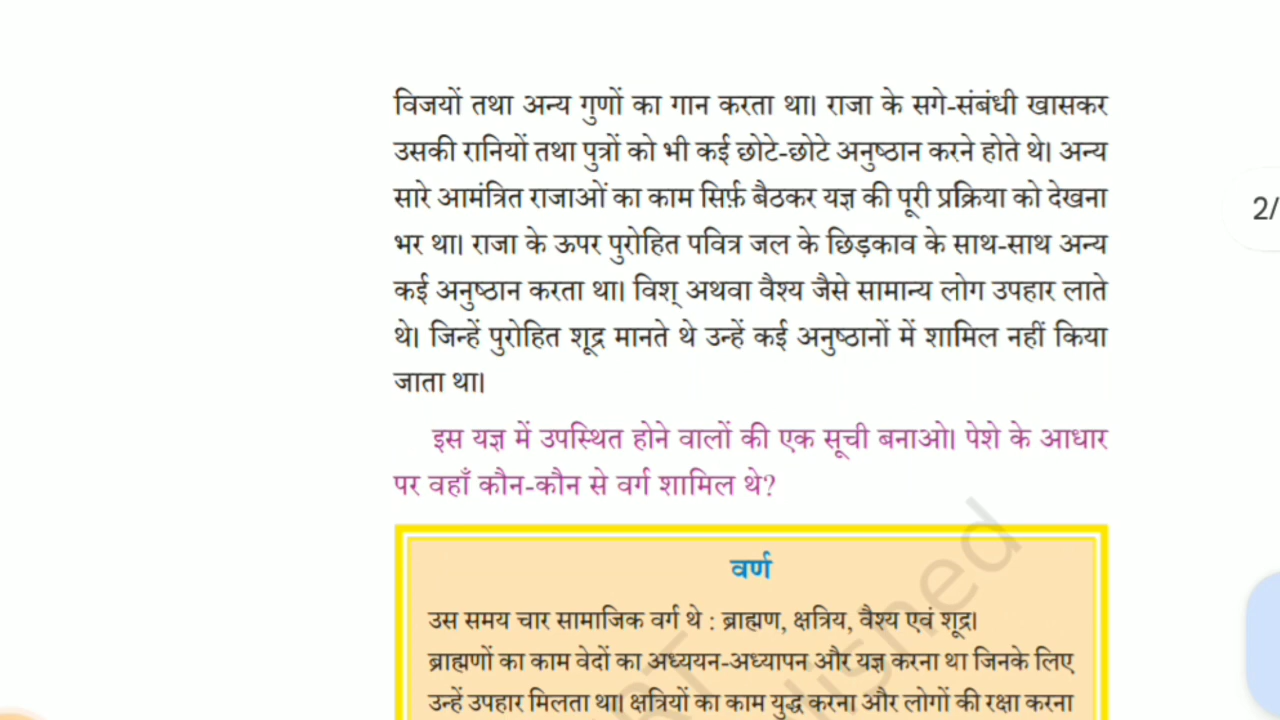 विजयों तथा अन्य गुणों का गान करता था। राजा के सगे-संबंधी खासकर
उसकी रानियों तथा पुत्रों को भी कई छोटे-छोटे अनुष्ठान करने होते थे। अन्य
सारे आमंत्रित राजाओं का काम सिर्फ़ बैठकर यज्ञ की पूरी प्रक्रिया को देखना
भर था। राजा के ऊपर पुरोहित पवित्र जल के छिड़काव के साथ-साथ अन्य
कई अनुष्ठान करता था। विश् अथवा वैश्य जैसे सामान्य लोग उपहार लाते
थे। जिन्हें पुरोहित शूद्र मानते थे उन्हें कई अनुष्ठानों में शामिल नहीं किया
जाता था।
2/
इस यज्ञ में उपस्थित होने वालों की एक सूची बनाओ। पेशे के आधार
पर वहाँ कौन-कौन से वर्ग शामिल थे?
वर्ण
उस समय चार सामाजिक वर्ग थे : ब्राह्मण, क्षत्रिय, वैश्य एवं शूद्र।
ब्राह्मणों का काम वेदों का अध्ययन-अध्यापन और यज्ञ करना था जिनके लिए
उन्हें उपहार मिलता था। क्षत्रियों का काम युद्ध करना और लोगों की रक्षा करना